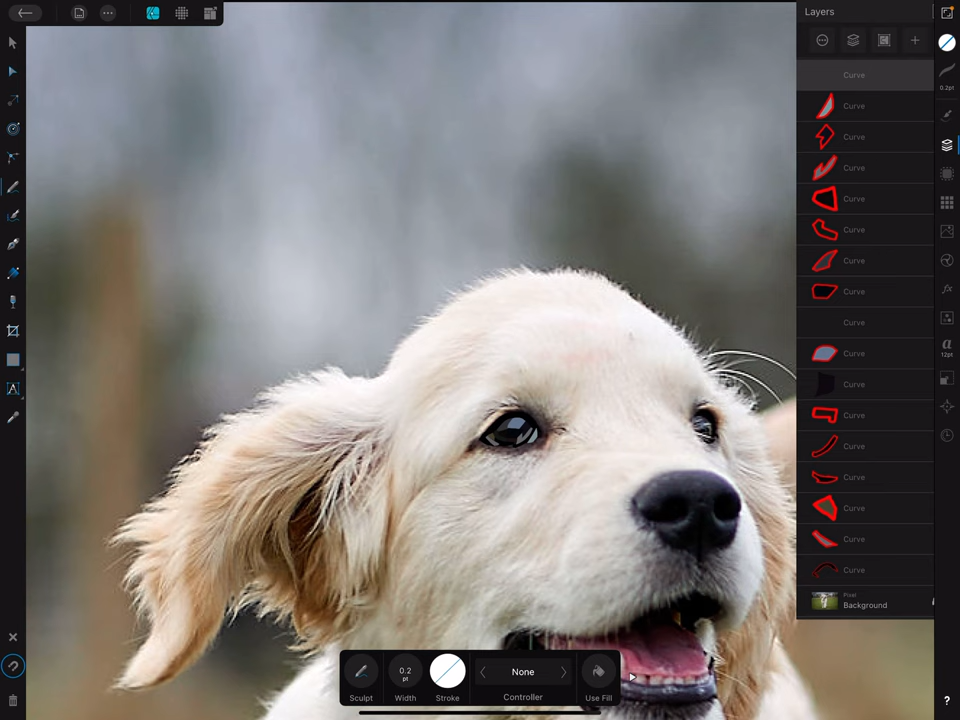 Layers
Curve
0.2pt
Curve
Curve
Curve
Curve
Curve
Curve
Curve
Curve
12pt
Curve
Curve
Curve
Curve
Curve
Curve
Curve
Curve
Pixel
Background
0.2
pt
None
Sculpt
Width
Stroke
Controller
Use Fill
?